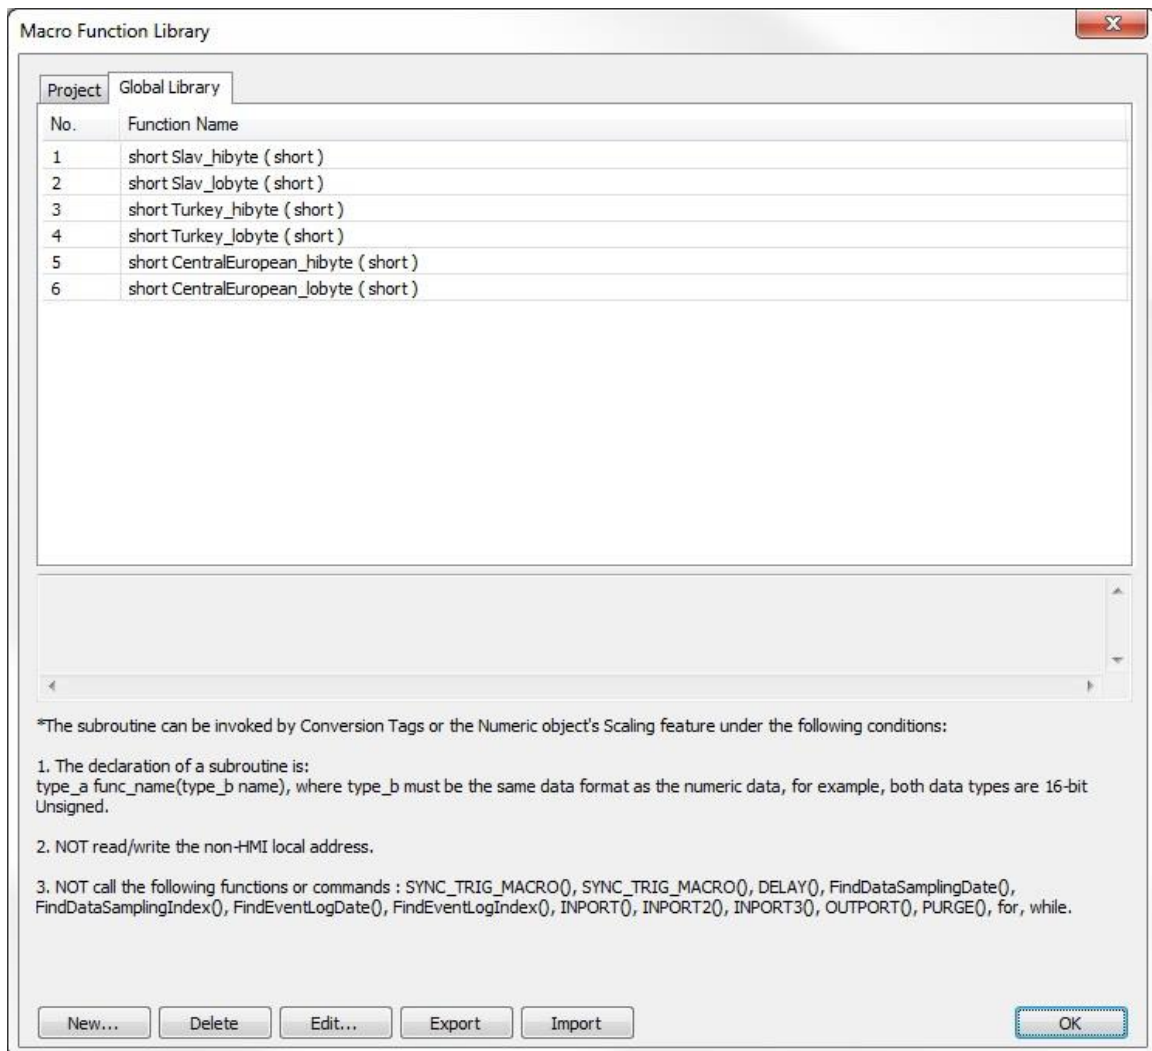 Macro Function Library
Project
Global Library
No. Function Name
1 short Slav_hibyte ( short )
2 short Slav_lobyte ( short )
3 short Turkey_hibyte ( short )
4 short Turkey_lobyte ( short )
5 short CentralEuropean_hibyte ( short )
6 short CentralEuropean_lobyte ( short )
*The subroutine can be invoked by Conversion Tags or the Numeric object's Scaling feature under the following conditions:
1. The declaration of a subroutine is:
type_a func_name(type_b name), where type_b must be the same data format as the numeric data, for example, both data types are 16-bit
Unsigned.
2. NOT read/write the non-HMI local address.
3. NOT call the following functions or commands : SYNC_TRIG_MACRO(), SYNC_TRIG_MACRO(), DELAY(), FindDataSamplingDate(),
FindDataSamplingIndex(), FindEventLogDate(), FindEventLogIndex(), INPORT(), INPORT2(), INPORT3(), OUTPORT(), PURGE(), for, while.
New... Delete Edit... Export Import OK